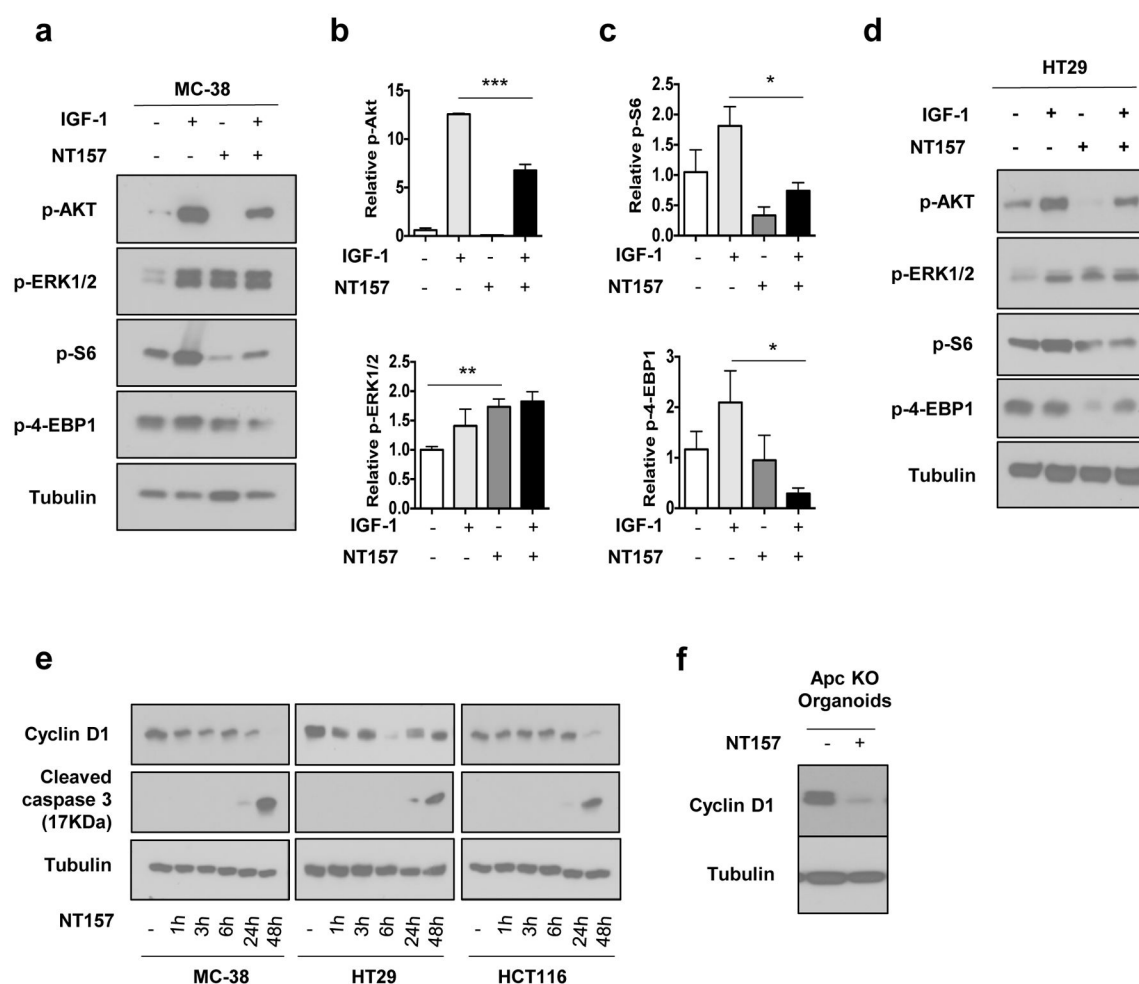 a
MC-38
IGF-1 - + - +
NT157 - - + +
p-AKT
p-ERK1/2
p-S6
p-4-EBP1
Tubulin
b
***
Relative p-Akt
15
10
5
0
IGF-1 - + - +
NT157 - - + +
**
Relative p-ERK1/2
2.5
2.0
1.5
1.0
0.5
0.0
IGF-1 - + - +
NT157 - - + +
c
*
Relative p-S6
2.5
2.0
1.5
1.0
0.5
0.0
IGF-1 - + - +
NT157 - - + +
*
Relative p-4-EBP1
3
2
1
0
IGF-1 - + - +
NT157 - - + +
d
HT29
IGF-1 - + - +
NT157 - - + +
p-AKT
p-ERK1/2
p-S6
p-4-EBP1
Tubulin
e
Cyclin D1
Cleaved
caspase 3
(17KDa)
Tubulin
NT157 - 1h 3h 6h 24h 48h - 1h 3h 6h 24h 48h - 1h 3h 6h 24h 48h
MC-38 HT29 HCT116
f
Apc KO
Organoids
NT157 - +
Cyclin D1
Tubulin